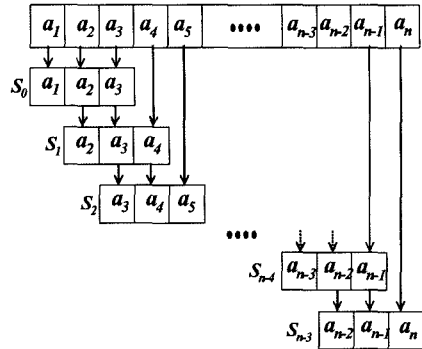 a1 a2 a3 a4 a5 •••• an-3 an-2 an-1 an
S0 a1 a2 a3
S1 a2 a3 a4
S2 a3 a4 a5
••••
Sn-4 an-3 an-2 an-1
Sn-3 an-2 an-1 an